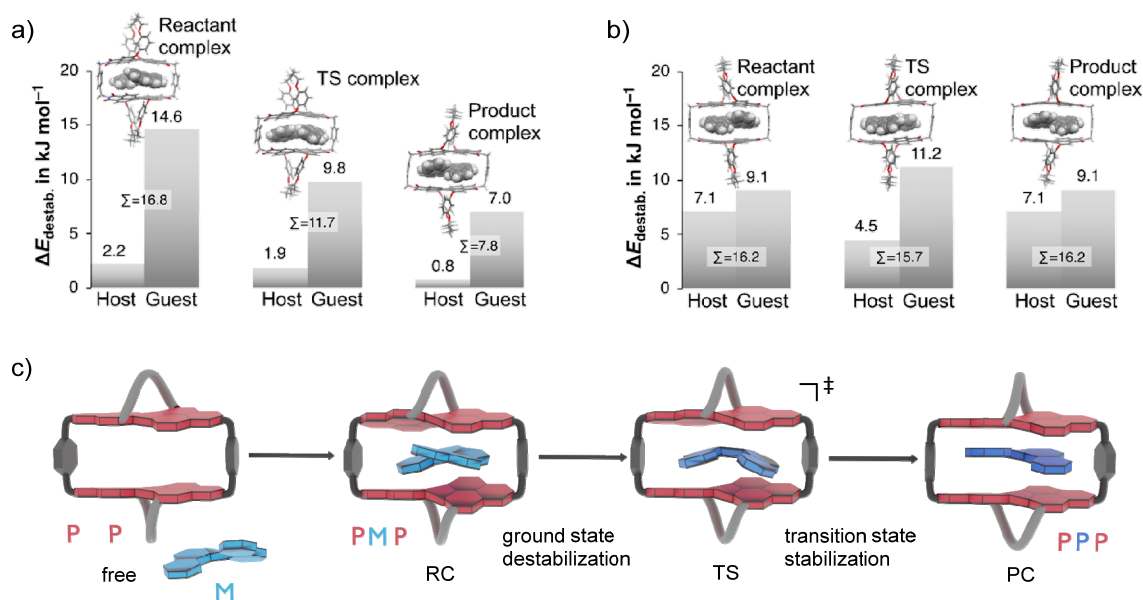 a)
ΔE_destab. in kJ mol⁻¹
20
15
10
5
0
Reactant
complex
14.6
∑=16.8
2.2
Host Guest
TS complex
9.8
∑=11.7
1.9
Host Guest
Product
complex
7.0
∑=7.8
0.8
Host Guest
b)
ΔE_destab. in kJ mol⁻¹
20
15
10
5
0
Reactant
complex
7.1
9.1
∑=16.2
Host Guest
TS
complex
11.2
4.5
∑=15.7
Host Guest
Product
complex
7.1
9.1
∑=16.2
Host Guest
c)
P P
free
M
P M P
RC
ground state
destabilization
‡
TS
transition state
stabilization
P P P
PC